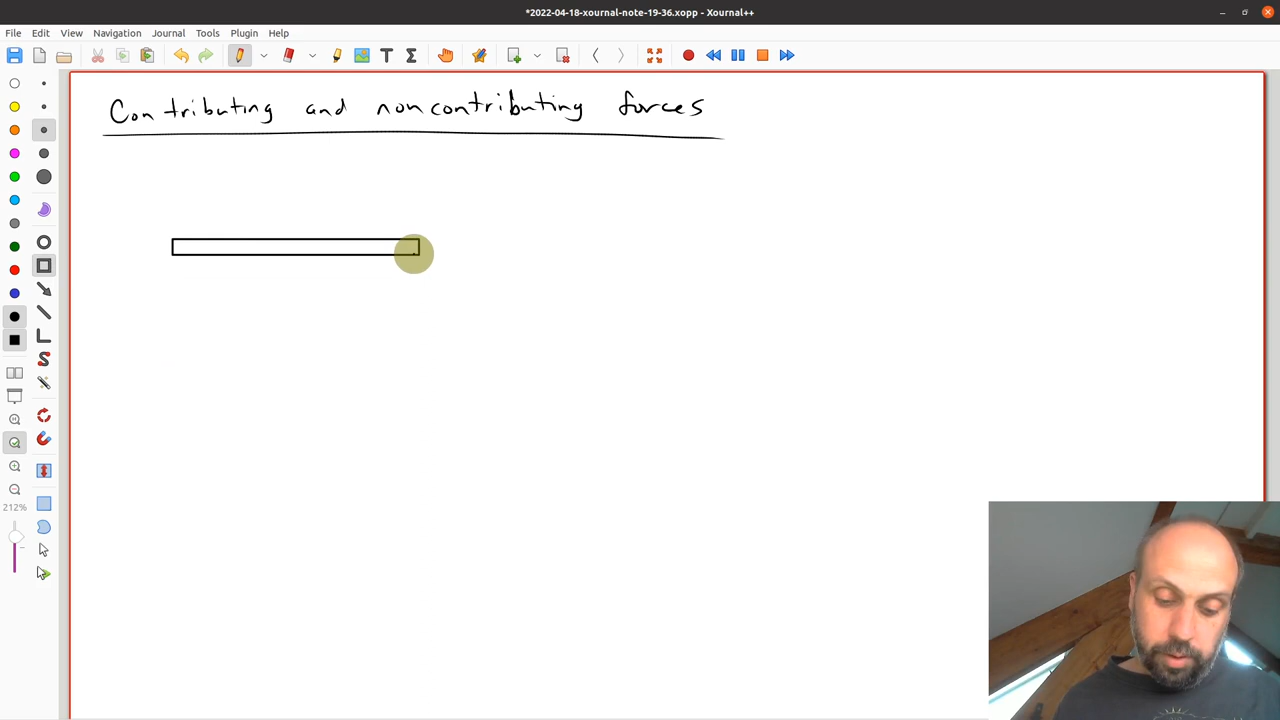 *2022-04-18-xournal-note-19-36.xopp - Xournal++
File Edit View Navigation Journal Tools Plugin Help
Contributing and noncontributing forces
212%